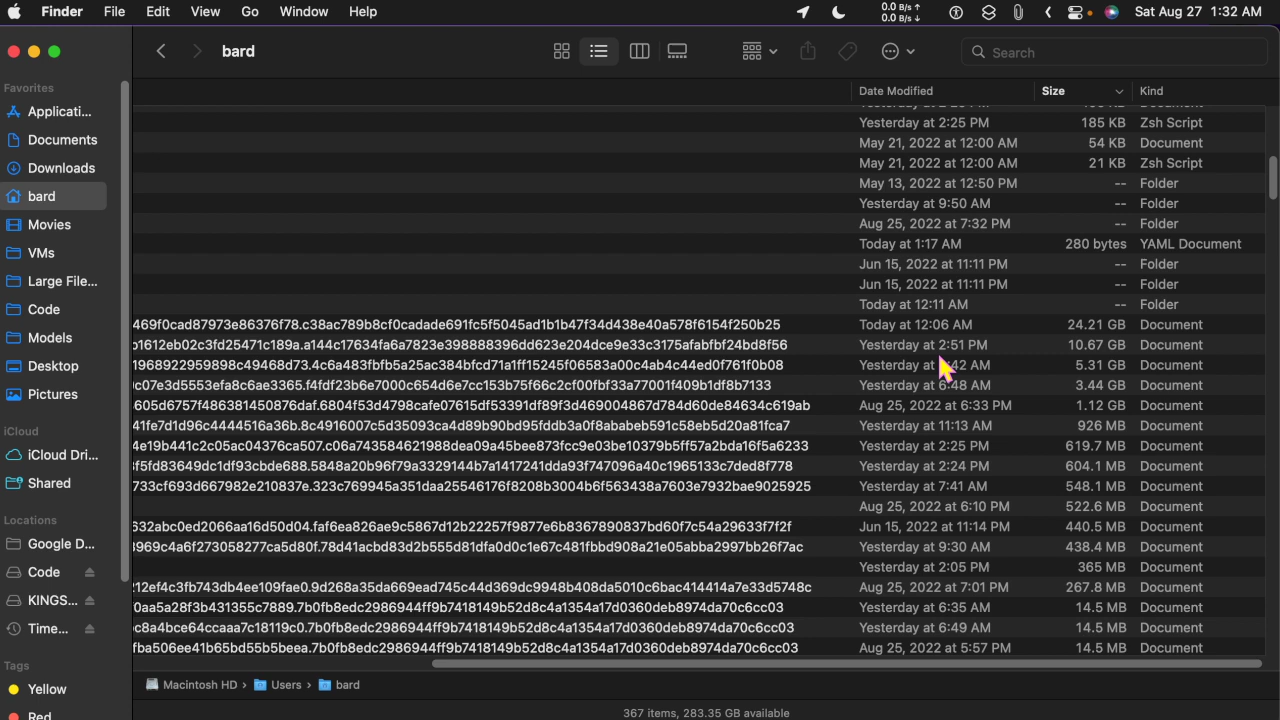 Finder File Edit View Go Window Help 0.0 B/s↑ 0.0 B/s↓ Sat Aug 27 1:32 AM
bard Search
Favorites
Applicati...
Documents
Downloads
bard
Movies
VMs
Large File...
Code
Models
Desktop
Pictures
iCloud
iCloud Dri...
Shared
Locations
Google D...
Code
KINGS...
Time...
Tags
Yellow
Red
Date Modified Size Kind
Yesterday at 2:25 PM 185 KB Zsh Script
May 21, 2022 at 12:00 AM 54 KB Document
May 21, 2022 at 12:00 AM 21 KB Zsh Script
May 13, 2022 at 12:50 PM -- Folder
Yesterday at 9:50 AM -- Folder
Aug 25, 2022 at 7:32 PM -- Folder
Today at 1:17 AM 280 bytes YAML Document
Jun 15, 2022 at 11:11 PM -- Folder
Jun 15, 2022 at 11:11 PM -- Folder
Today at 12:11 AM -- Folder
469f0cad87973e86376f78.c38ac789b8cf0cadade691fc5f5045ad1b1b47f34d438e40a578f6154f250b25 Today at 12:06 AM 24.21 GB Document
b1612eb02c3fd25471c189a.a144c17634fa6a7823e398888396dd623e204dce9e33c3175afabfbf24bd8f56 Yesterday at 2:51 PM 10.67 GB Document
1968922959898c49468d73.4c6a483fbfb5a25ac384bfcd71a1ff15245f06583a00c4ab4c44ed0f761f0b08 Yesterday at :42 AM 5.31 GB Document
c07e3d5553efa8c6ae3365.f4fdf23b6e7000c654d6e7cc153b75f66c2cf00fbf33a77001f409b1df8b7133 Yesterday at 6:48 AM 3.44 GB Document
605d6757f486381450876daf.6804f53d4798cafe07615df53391df89f3d469004867d784d60de84634c619ab Aug 25, 2022 at 6:33 PM 1.12 GB Document
41fe7d1d96c4444516a36b.8c4916007c5d35093ca4d89b90bd95fddb3a0f8ababeb591c58eb5d20a81fca7 Yesterday at 11:13 AM 926 MB Document
4e19b441c2c05ac04376ca507.c06a743584621988dea09a45bee873fcc9e03be10379b5ff57a2bda16f5a6233 Yesterday at 2:25 PM 619.7 MB Document
f5fd83649dc1df93cbde688.5848a20b96f79a3329144b7a1417241dda93f747096a40c1965133c7ded8f778 Yesterday at 2:24 PM 604.1 MB Document
733cf693d667982e210837e.323c769945a351daa25546176f8208b3004b6f563438a7603e7932bae9025925 Yesterday at 7:41 AM 548.1 MB Document
Aug 25, 2022 at 6:10 PM 522.6 MB Document
632abc0ed2066aa16d50d04.faf6ea826ae9c5867d12b22257f9877e6b8367890837bd60f7c54a29633f7f2f Jun 15, 2022 at 11:14 PM 440.5 MB Document
3969c4a6f273058277ca5d80f.78d41acbd83d2b555d81dfa0d0c1e67c481fbbd908a21e05abba2997bb26f7ac Yesterday at 9:30 AM 438.4 MB Document
Yesterday at 2:05 PM 365 MB Document
212ef4c3fb743db4ee109fae0.9d268a35da669ead745c44d369dc9948b408da5010c6bac414414a7e33d5748c Aug 25, 2022 at 7:01 PM 267.8 MB Document
0aa5a28f3b431355c7889.7b0fb8edc2986944ff9b7418149b52d8c4a1354a17d0360deb8974da70c6cc03 Yesterday at 6:35 AM 14.5 MB Document
c8a4bce64ccaaa7c18119c0.7b0fb8edc2986944ff9b7418149b52d8c4a1354a17d0360deb8974da70c6cc03 Yesterday at 6:49 AM 14.5 MB Document
fba506ee41b65bd55b5beea.7b0fb8edc2986944ff9b7418149b52d8c4a1354a17d0360deb8974da70c6cc03 Aug 25, 2022 at 5:57 PM 14.5 MB Document
Macintosh HD › Users › bard
367 items, 283.35 GB available